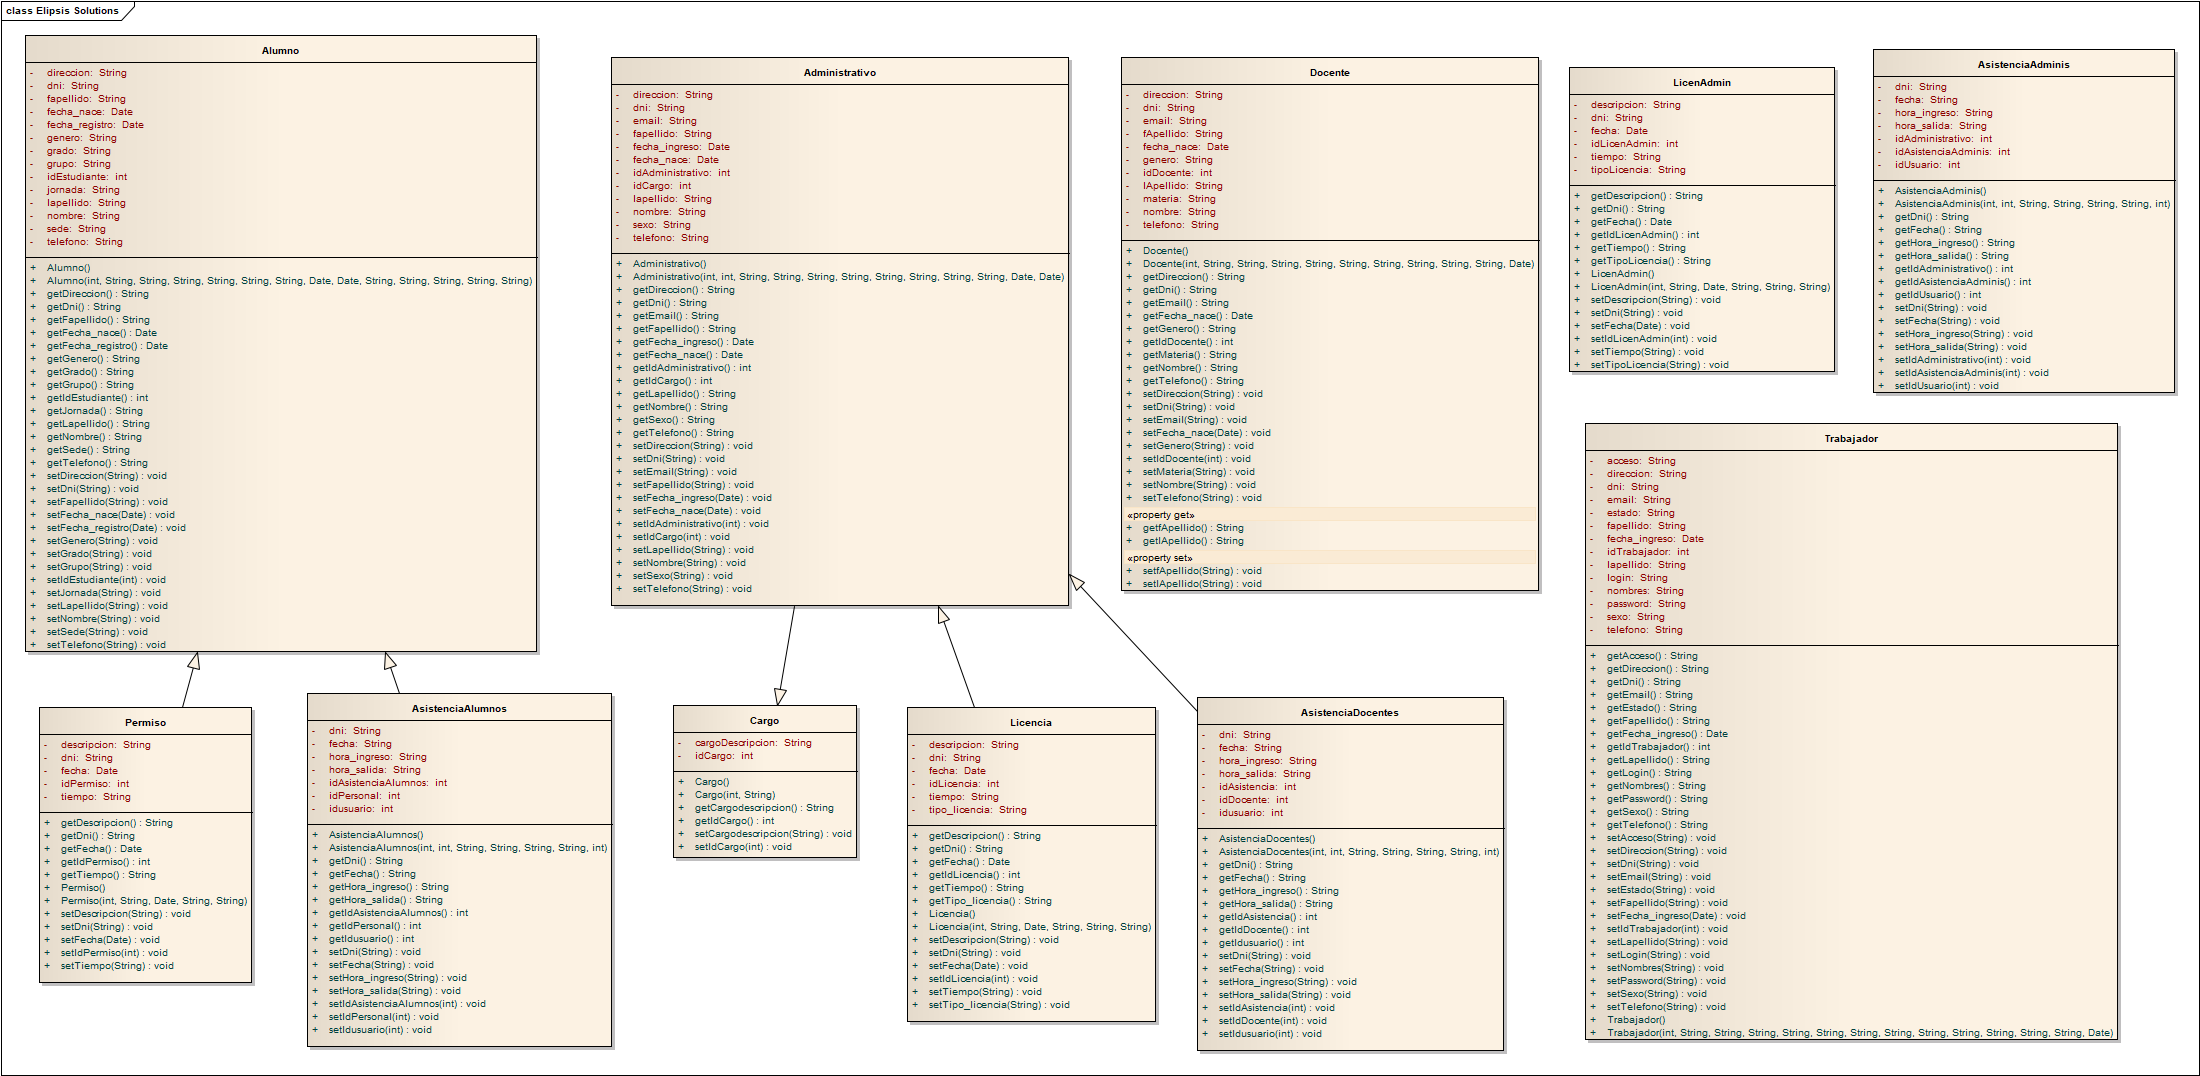 class Elipsis Solutions
Alumno
- direccion: String
- dni: String
- fapellido: String
- fecha_nace: Date
- fecha_registro: Date
- genero: String
- grado: String
- grupo: String
- idEstudiante: int
- jornada: String
- lapellido: String
- nombre: String
- sede: String
- telefono: String
+ Alumno()
+ Alumno(int, String, String, String, String, String, String, Date, Date, String, String, String, String, String)
+ getDireccion() : String
+ getDni() : String
+ getFapellido() : String
+ getFecha_nace() : Date
+ getFecha_registro() : Date
+ getGenero() : String
+ getGrado() : String
+ getGrupo() : String
+ getIdEstudiante() : int
+ getJornada() : String
+ getLapellido() : String
+ getNombre() : String
+ getSede() : String
+ getTelefono() : String
+ setDireccion(String) : void
+ setDni(String) : void
+ setFapellido(String) : void
+ setFecha_nace(Date) : void
+ setFecha_registro(Date) : void
+ setGenero(String) : void
+ setGrado(String) : void
+ setGrupo(String) : void
+ setIdEstudiante(int) : void
+ setJornada(String) : void
+ setLapellido(String) : void
+ setNombre(String) : void
+ setSede(String) : void
+ setTelefono(String) : void
Administrativo
- direccion: String
- dni: String
- email: String
- fapellido: String
- fecha_ingreso: Date
- fecha_nace: Date
- idAdministrativo: int
- idCargo: int
- lapellido: String
- nombre: String
- sexo: String
- telefono: String
+ Administrativo()
+ Administrativo(int, int, String, String, String, String, String, String, String, String, Date, Date)
+ getDireccion() : String
+ getDni() : String
+ getEmail() : String
+ getFapellido() : String
+ getFecha_ingreso() : Date
+ getFecha_nace() : Date
+ getIdAdministrativo() : int
+ getIdCargo() : int
+ getLapellido() : String
+ getNombre() : String
+ getSexo() : String
+ getTelefono() : String
+ setDireccion(String) : void
+ setDni(String) : void
+ setEmail(String) : void
+ setFapellido(String) : void
+ setFecha_ingreso(Date) : void
+ setFecha_nace(Date) : void
+ setIdAdministrativo(int) : void
+ setIdCargo(int) : void
+ setLapellido(String) : void
+ setNombre(String) : void
+ setSexo(String) : void
+ setTelefono(String) : void
Docente
- direccion: String
- dni: String
- email: String
- fApellido: String
- fecha_nace: Date
- genero: String
- idDocente: int
- lApellido: String
- materia: String
- nombre: String
- telefono: String
+ Docente()
+ Docente(int, String, String, String, String, String, String, String, String, String, Date)
+ getDireccion() : String
+ getDni() : String
+ getEmail() : String
+ getFecha_nace() : Date
+ getGenero() : String
+ getIdDocente() : int
+ getMateria() : String
+ getNombre() : String
+ getTelefono() : String
+ setDireccion(String) : void
+ setDni(String) : void
+ setEmail(String) : void
+ setFecha_nace(Date) : void
+ setGenero(String) : void
+ setIdDocente(int) : void
+ setMateria(String) : void
+ setNombre(String) : void
+ setTelefono(String) : void
«property get»
+ getfApellido() : String
+ getlApellido() : String
«property set»
+ setfApellido(String) : void
+ setlApellido(String) : void
LicenAdmin
- descripcion: String
- dni: String
- fecha: Date
- idLicenAdmin: int
- tiempo: String
- tipoLicencia: String
+ getDescripcion() : String
+ getDni() : String
+ getFecha() : Date
+ getIdLicenAdmin() : int
+ getTiempo() : String
+ getTipoLicencia() : String
+ LicenAdmin()
+ LicenAdmin(int, String, Date, String, String, String)
+ setDescripcion(String) : void
+ setDni(String) : void
+ setFecha(Date) : void
+ setIdLicenAdmin(int) : void
+ setTiempo(String) : void
+ setTipoLicencia(String) : void
AsistenciaAdminis
- dni: String
- fecha: String
- hora_ingreso: String
- hora_salida: String
- idAdministrativo: int
- idAsistenciaAdminis: int
- idUsuario: int
+ AsistenciaAdminis()
+ AsistenciaAdminis(int, int, String, String, String, String, int)
+ getDni() : String
+ getFecha() : String
+ getHora_ingreso() : String
+ getHora_salida() : String
+ getIdAdministrativo() : int
+ getIdAsistenciaAdminis() : int
+ getIdUsuario() : int
+ setDni(String) : void
+ setFecha(String) : void
+ setHora_ingreso(String) : void
+ setHora_salida(String) : void
+ setIdAdministrativo(int) : void
+ setIdAsistenciaAdminis(int) : void
+ setIdUsuario(int) : void
Trabajador
- acceso: String
- direccion: String
- dni: String
- email: String
- estado: String
- fapellido: String
- fecha_ingreso: Date
- idTrabajador: int
- lapellido: String
- login: String
- nombres: String
- password: String
- sexo: String
- telefono: String
+ getAcceso() : String
+ getDireccion() : String
+ getDni() : String
+ getEmail() : String
+ getEstado() : String
+ getFapellido() : String
+ getFecha_ingreso() : Date
+ getIdTrabajador() : int
+ getLapellido() : String
+ getLogin() : String
+ getNombres() : String
+ getPassword() : String
+ getSexo() : String
+ getTelefono() : String
+ setAcceso(String) : void
+ setDireccion(String) : void
+ setDni(String) : void
+ setEmail(String) : void
+ setEstado(String) : void
+ setFapellido(String) : void
+ setFecha_ingreso(Date) : void
+ setIdTrabajador(int) : void
+ setLapellido(String) : void
+ setLogin(String) : void
+ setNombres(String) : void
+ setPassword(String) : void
+ setSexo(String) : void
+ setTelefono(String) : void
+ Trabajador()
+ Trabajador(int, String, String, String, String, String, String, String, String, String, String, String, String, Date)
Permiso
- descripcion: String
- dni: String
- fecha: Date
- idPermiso: int
- tiempo: String
+ getDescripcion() : String
+ getDni() : String
+ getFecha() : Date
+ getIdPermiso() : int
+ getTiempo() : String
+ Permiso()
+ Permiso(int, String, Date, String, String)
+ setDescripcion(String) : void
+ setDni(String) : void
+ setFecha(Date) : void
+ setIdPermiso(int) : void
+ setTiempo(String) : void
AsistenciaAlumnos
- dni: String
- fecha: String
- hora_ingreso: String
- hora_salida: String
- idAsistenciaAlumnos: int
- idPersonal: int
- idusuario: int
+ AsistenciaAlumnos()
+ AsistenciaAlumnos(int, int, String, String, String, String, int)
+ getDni() : String
+ getFecha() : String
+ getHora_ingreso() : String
+ getHora_salida() : String
+ getIdAsistenciaAlumnos() : int
+ getIdPersonal() : int
+ getIdusuario() : int
+ setDni(String) : void
+ setFecha(String) : void
+ setHora_ingreso(String) : void
+ setHora_salida(String) : void
+ setIdAsistenciaAlumnos(int) : void
+ setIdPersonal(int) : void
+ setIdusuario(int) : void
Cargo
- cargoDescripcion: String
- idCargo: int
+ Cargo()
+ Cargo(int, String)
+ getCargodescripcion() : String
+ getIdCargo() : int
+ setCargodescripcion(String) : void
+ setIdCargo(int) : void
Licencia
- descripcion: String
- dni: String
- fecha: Date
- idLicencia: int
- tiempo: String
- tipo_licencia: String
+ getDescripcion() : String
+ getDni() : String
+ getFecha() : Date
+ getIdLicencia() : int
+ getTiempo() : String
+ getTipo_licencia() : String
+ Licencia()
+ Licencia(int, String, Date, String, String, String)
+ setDescripcion(String) : void
+ setDni(String) : void
+ setFecha(Date) : void
+ setIdLicencia(int) : void
+ setTiempo(String) : void
+ setTipo_licencia(String) : void
AsistenciaDocentes
- dni: String
- fecha: String
- hora_ingreso: String
- hora_salida: String
- idAsistencia: int
- idDocente: int
- idusuario: int
+ AsistenciaDocentes()
+ AsistenciaDocentes(int, int, String, String, String, String, int)
+ getDni() : String
+ getFecha() : String
+ getHora_ingreso() : String
+ getHora_salida() : String
+ getIdAsistencia() : int
+ getIdDocente() : int
+ getIdusuario() : int
+ setDni(String) : void
+ setFecha(String) : void
+ setHora_ingreso(String) : void
+ setHora_salida(String) : void
+ setIdAsistencia(int) : void
+ setIdDocente(int) : void
+ setIdusuario(int) : void